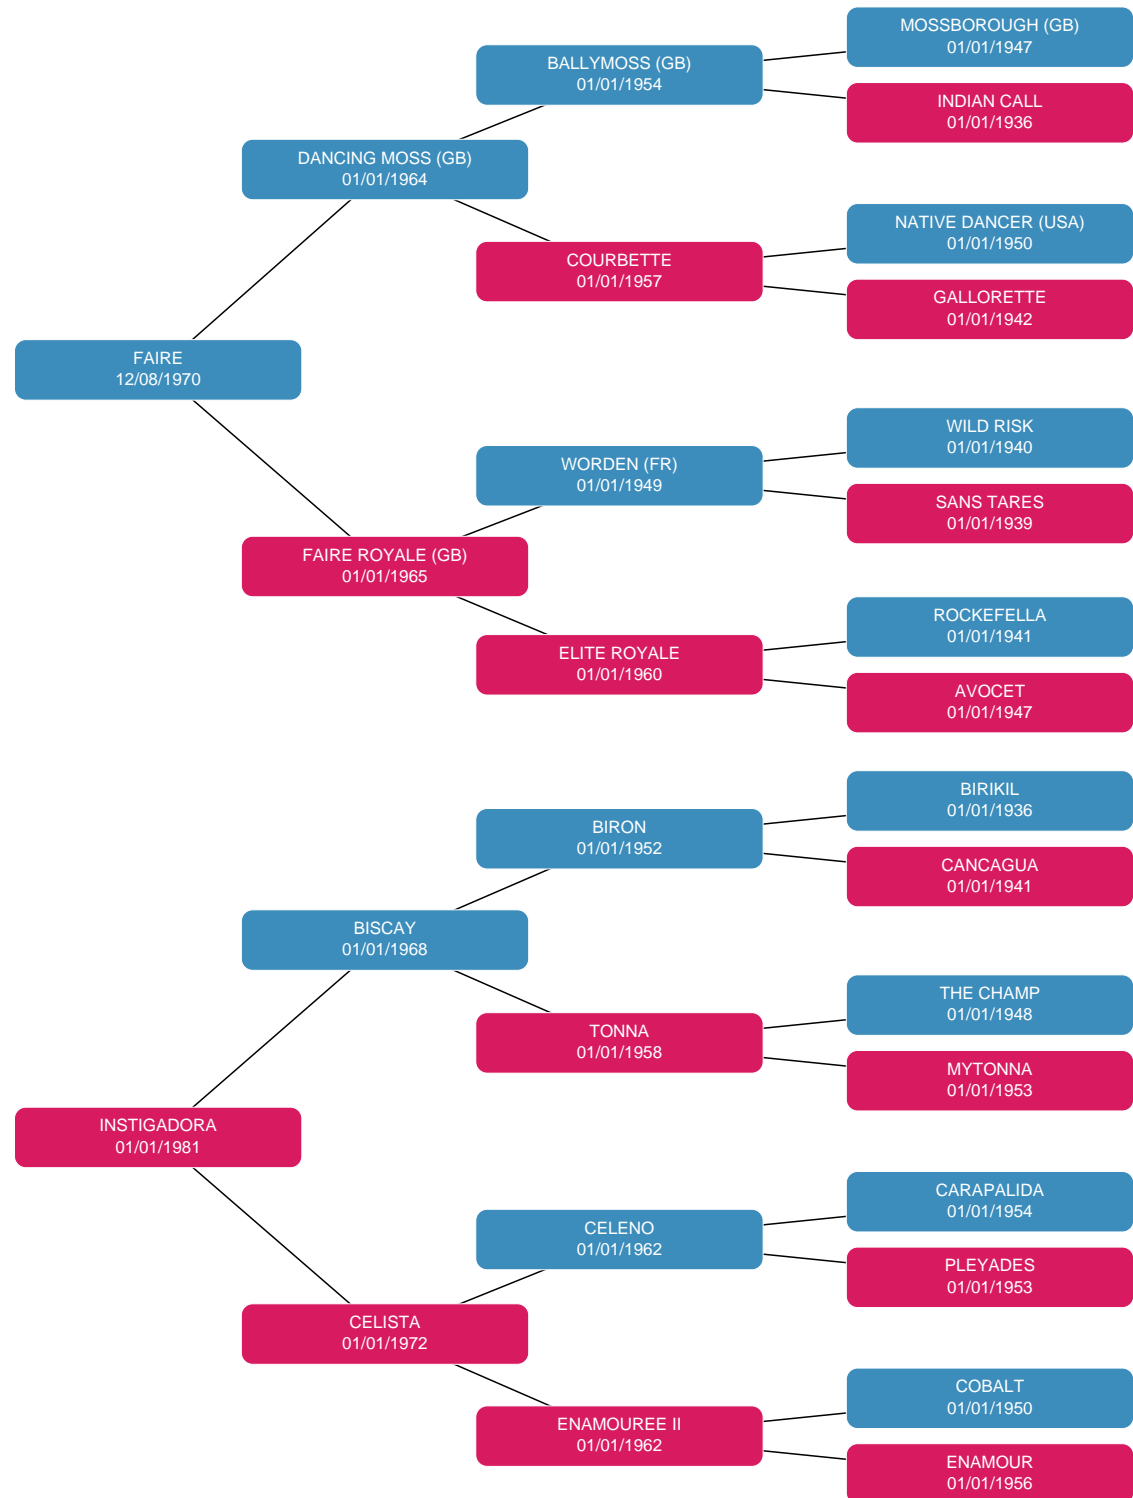 MOSSBOROUGH (GB)
01/01/1947
BALLYMOSS (GB)
01/01/1954
INDIAN CALL
01/01/1936
DANCING MOSS (GB)
01/01/1964
NATIVE DANCER (USA)
01/01/1950
COURBETTE
01/01/1957
GALLORETTE
01/01/1942
FAIRE
12/08/1970
WILD RISK
01/01/1940
WORDEN (FR)
01/01/1949
SANS TARES
01/01/1939
FAIRE ROYALE (GB)
01/01/1965
ROCKEFELLA
01/01/1941
ELITE ROYALE
01/01/1960
AVOCET
01/01/1947
BIRIKIL
01/01/1936
BIRON
01/01/1952
CANCAGUA
01/01/1941
BISCAY
01/01/1968
THE CHAMP
01/01/1948
TONNA
01/01/1958
MYTONNA
01/01/1953
INSTIGADORA
01/01/1981
CARAPALIDA
01/01/1954
CELENO
01/01/1962
PLEYADES
01/01/1953
CELISTA
01/01/1972
COBALT
01/01/1950
ENAMOUREE II
01/01/1962
ENAMOUR
01/01/1956